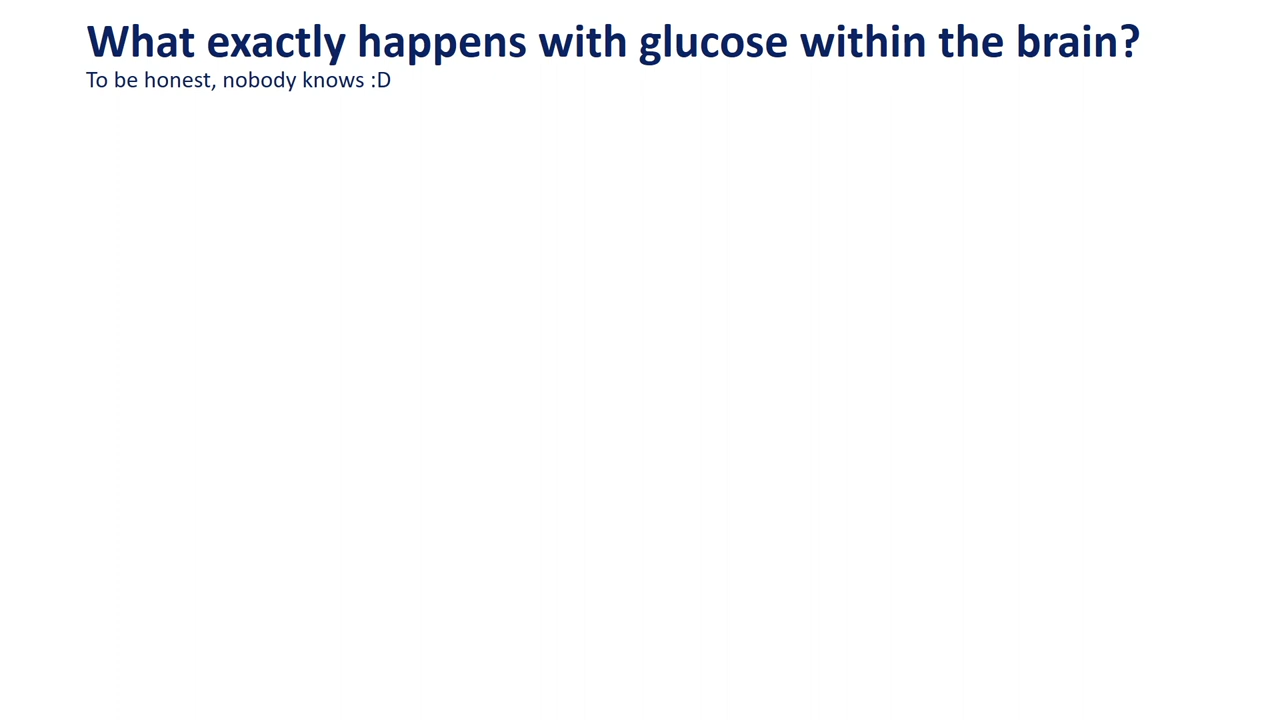 What exactly happens with glucose within the brain?
To be honest, nobody knows :D